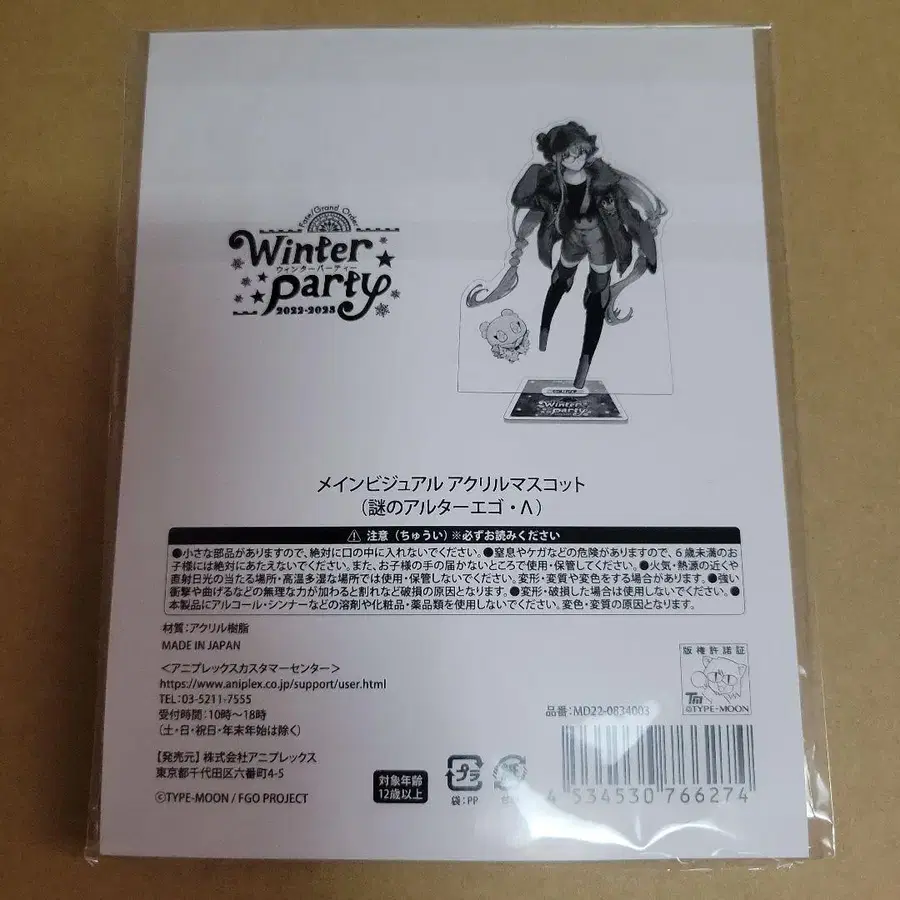 Fate/Grand Order
Winter
ウィンターパーティー
party
2022-2023
Winter
party
メインビジュアル アクリルマスコット
（謎のアルターエゴ・Λ）
注意（ちゅうい）※必ずお読みください
●小さな部品がありますので、絶対に口の中に入れないでください。●窒息やケガなどの危険がありますので、６歳未満のお
子様には絶対にあたえないでください。また、お子様の手の届かないところで使用・保管してください。●火気・熱源の近くや
直射日光の当たる場所・高温多湿な場所では使用・保管しないでください。変形・変質や変色をする場合があります。●強い
衝撃や曲げるなどの無理な力が加わると割れなど破損の原因となります。●変形・破損した場合は使用しないでください。●
本製品にアルコール・シンナーなどの溶剤や化粧品・薬品類を使用しないでください。変色・変質の原因となります。
材質：アクリル樹脂
MADE IN JAPAN
＜アニプレックスカスタマーセンター＞
https://www.aniplex.co.jp/support/user.html
TEL：03-5211-7555
受付時間：10時～18時
（土・日・祝日・年末年始は除く）
【発売元】株式会社アニプレックス
東京都千代田区六番町4-5
©TYPE-MOON / FGO PROJECT
対象年齢
12歳以上
プラ
袋：PP
版権許諾証
TM
©TYPE-MOON
品番：MD22-0834003
4 534530 766274